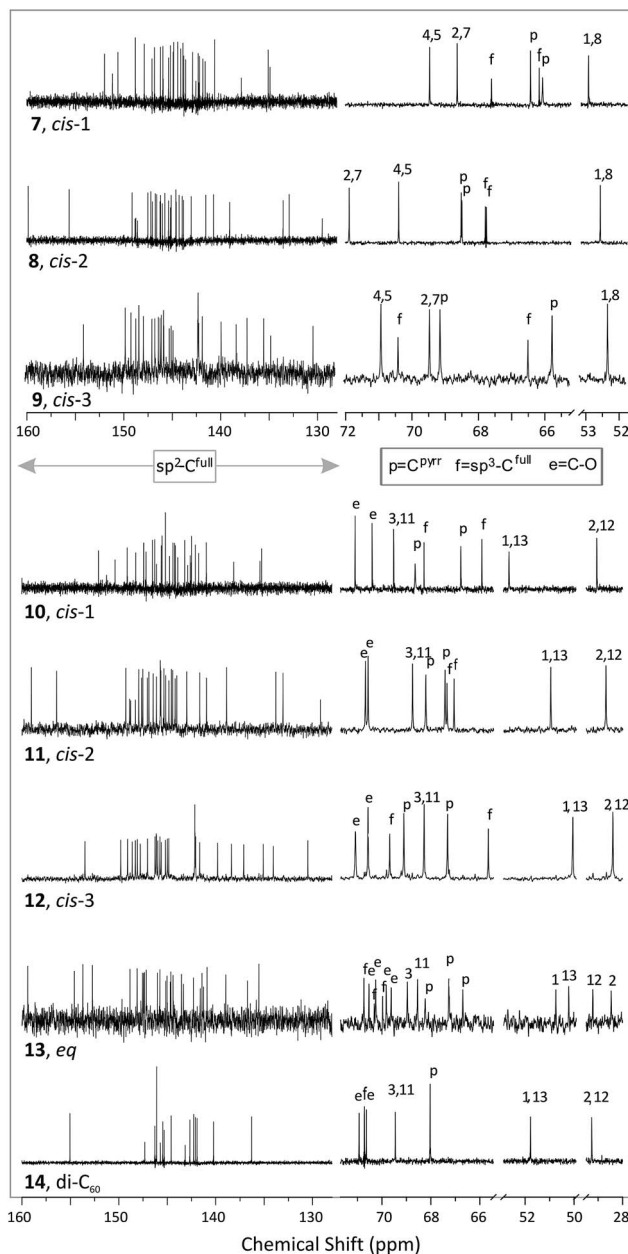 4,5 2,7 f p f p 1,8
7, cis-1
2,7 4,5 p p f f 1,8
8, cis-2
4,5 f 2,7 p f p 1,8
9, cis-3
160 150 140 130 72 70 68 66 53 52
sp²-Cᶠᵘˡˡ p=Cᵖʸʳʳ f=sp³-Cᶠᵘˡˡ e=C-O
e e 3,11 p f p f 1,13 2,12
10, cis-1
e e 3,11 p p f f 1,13 2,12
11, cis-2
e e f p 3,11 p f 1,13 2,12
12, cis-3
f e f e f e e 3 11 p p p 1 13 12 2
13, eq
e f e 3,11 p 1,13 2,12
14, di-C₆₀
160 150 140 130 70 68 66 52 50 28
Chemical Shift (ppm)